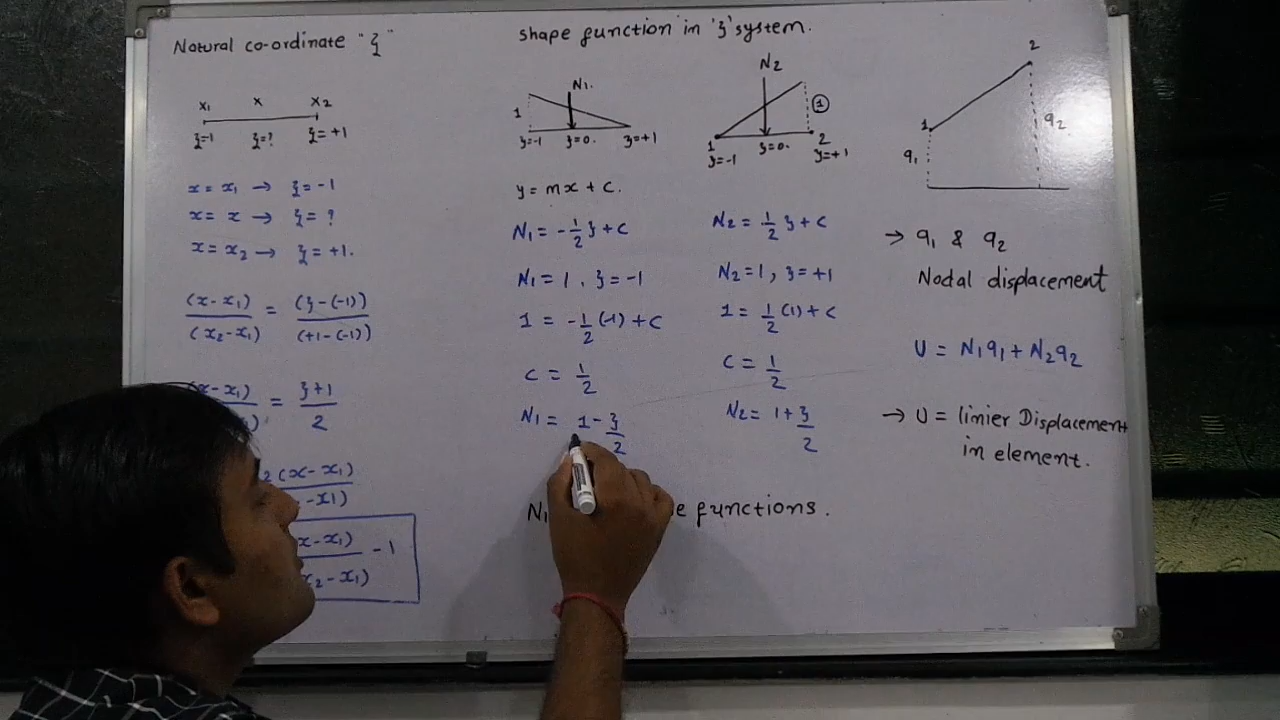 Natural co-ordinate "ξ"
x₁ x x₂
ξ=-1 ξ=? ξ=+1
x = x₁ → ξ = -1
x = x → ξ = ?
x = x₂ → ξ = +1.
(x-x₁)/(x₂-x₁) = (ξ-(-1))/(+1-(-1))
= ξ+1/2
2(x-x₁)
- 1
shape function in 'ξ' system.
N₁.
1
ξ=-1 ξ=0. ξ=+1
y = mx + c.
N₁ = -1/2 ξ + c
N₁ = 1, ξ = -1
1 = -1/2 (-1) + c
c = 1/2
N₁ = 1-ξ/2
N₁
functions.
N₂
1
1 2
ξ=-1 ξ=0. ξ=+1
N₂ = 1/2 ξ + c
N₂=1, ξ=+1
1 = 1/2 (1) + c
c = 1/2
N₂ = 1+ξ/2
2
1
q₂
q₁
→ q₁ & q₂
Nodal displacement
U = N₁q₁ + N₂q₂
→ U = linier Displacement
in element.